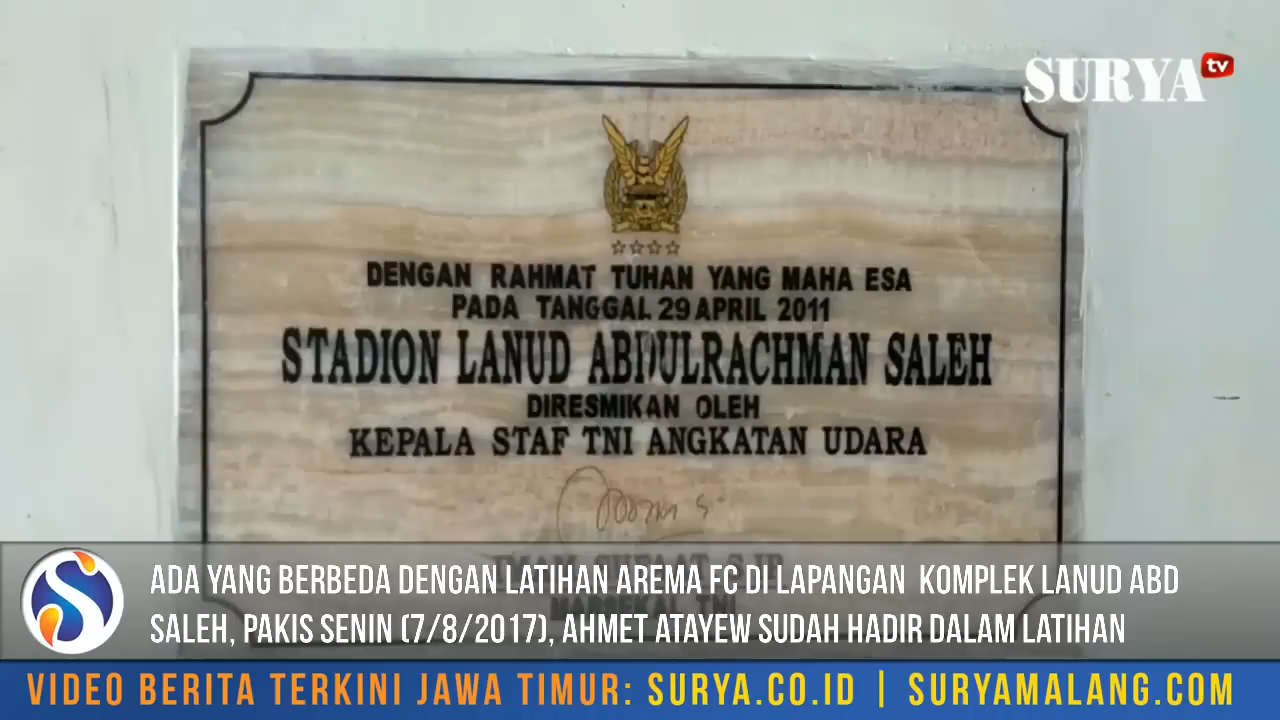 SURYA tv
DENGAN RAHMAT TUHAN YANG MAHA ESA
PADA TANGGAL 29 APRIL 2011
STADION LANUD ABDULRACHMAN SALEH
DIRESMIKAN OLEH
KEPALA STAF TNI ANGKATAN UDARA
ADA YANG BERBEDA DENGAN LATIHAN AREMA FC DI LAPANGAN KOMPLEK LANUD ABD
SALEH, PAKIS SENIN (7/8/2017), AHMET ATAYEW SUDAH HADIR DALAM LATIHAN
VIDEO BERITA TERKINI JAWA TIMUR: SURYA.CO.ID | SURYAMALANG.COM